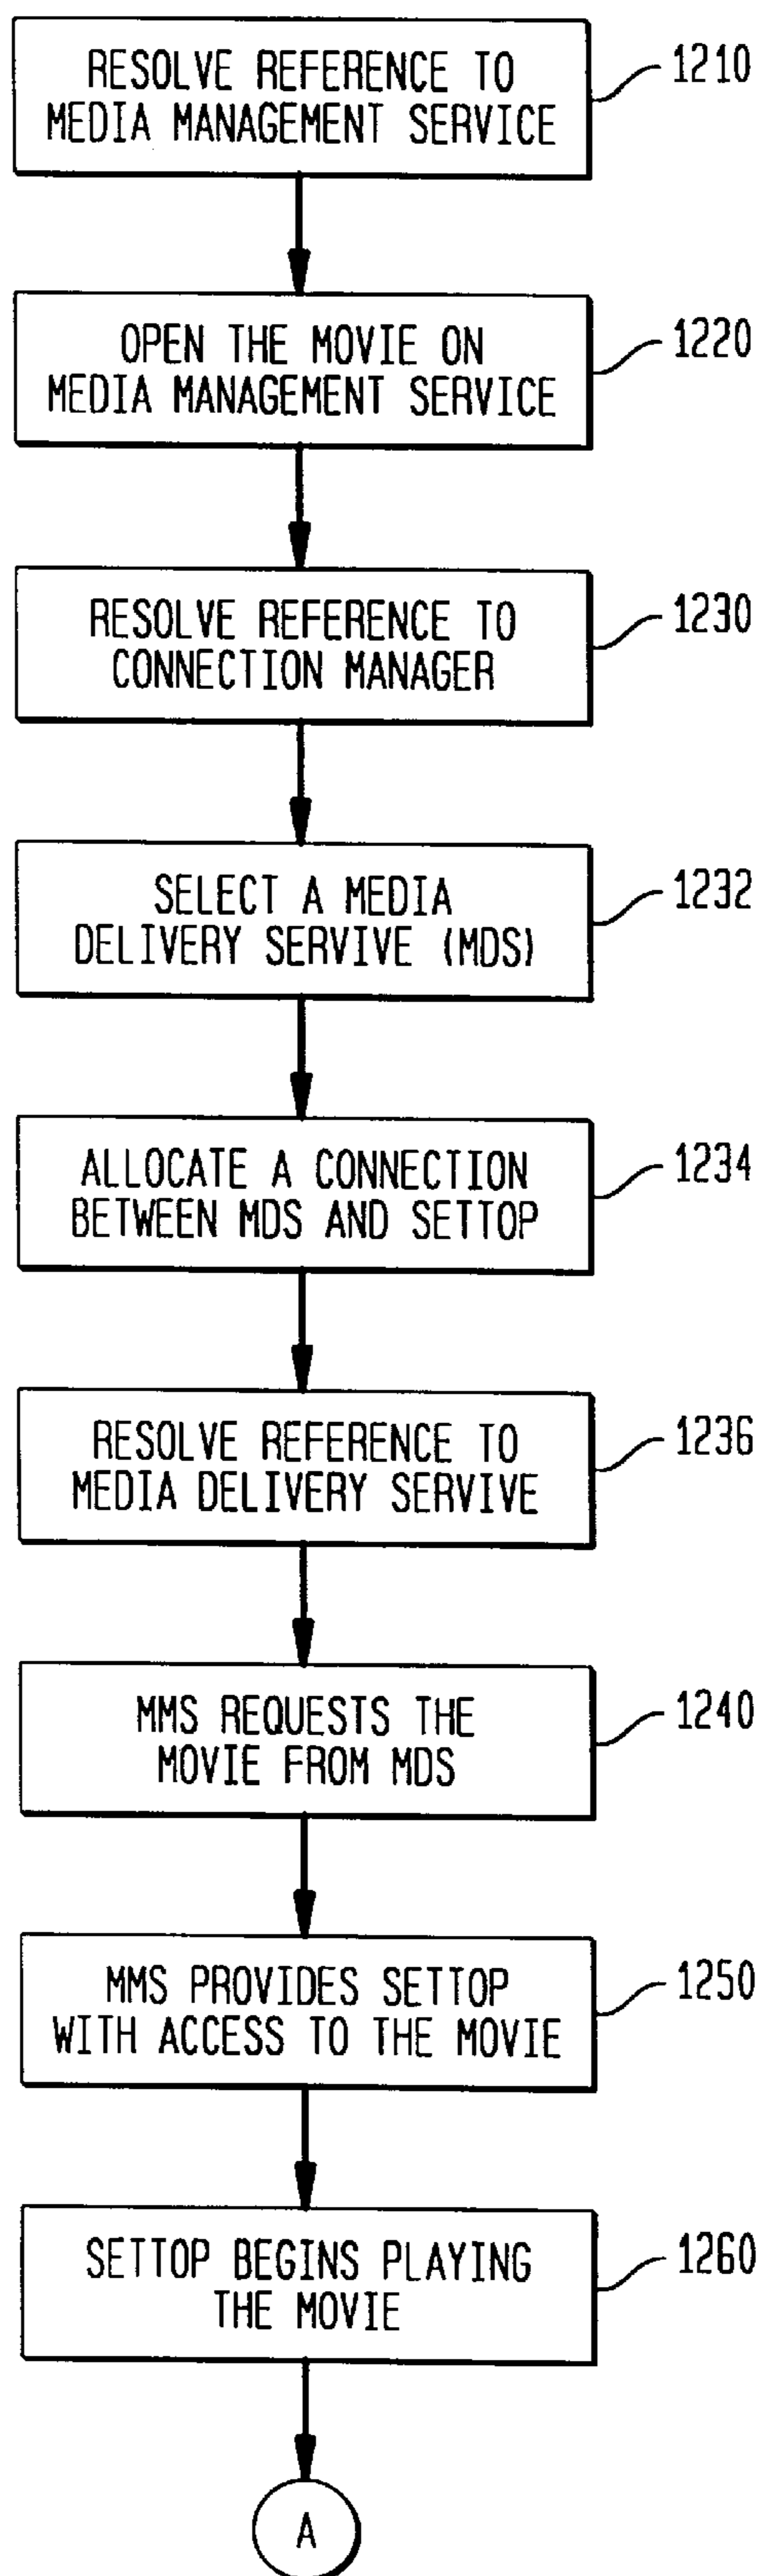 RESOLVE REFERENCE TO
MEDIA MANAGEMENT SERVICE
1210
OPEN THE MOVIE ON
MEDIA MANAGEMENT SERVICE
1220
RESOLVE REFERENCE TO
CONNECTION MANAGER
1230
SELECT A MEDIA
DELIVERY SERVIVE (MDS)
1232
ALLOCATE A CONNECTION
BETWEEN MDS AND SETTOP
1234
RESOLVE REFERENCE TO
MEDIA DELIVERY SERVIVE
1236
MMS REQUESTS THE
MOVIE FROM MDS
1240
MMS PROVIDES SETTOP
WITH ACCESS TO THE MOVIE
1250
SETTOP BEGINS PLAYING
THE MOVIE
1260
A